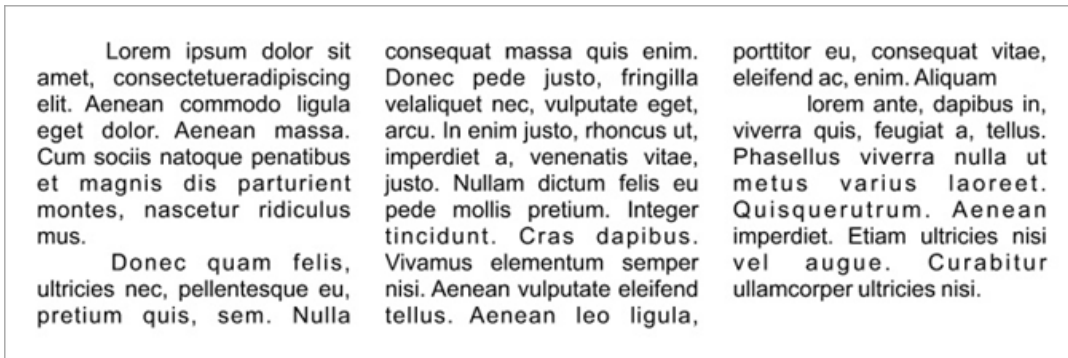 Lorem ipsum dolor sit
amet, consectetueradipiscing
elit. Aenean commodo ligula
eget dolor. Aenean massa.
Cum sociis natoque penatibus
et magnis dis parturient
montes, nascetur ridiculus
mus.
Donec quam felis,
ultricies nec, pellentesque eu,
pretium quis, sem. Nulla
consequat massa quis enim.
Donec pede justo, fringilla
velaliquet nec, vulputate eget,
arcu. In enim justo, rhoncus ut,
imperdiet a, venenatis vitae,
justo. Nullam dictum felis eu
pede mollis pretium. Integer
tincidunt. Cras dapibus.
Vivamus elementum semper
nisi. Aenean vulputate eleifend
tellus. Aenean leo ligula,
porttitor eu, consequat vitae,
eleifend ac, enim. Aliquam
lorem ante, dapibus in,
viverra quis, feugiat a, tellus.
Phasellus viverra nulla ut
metus varius laoreet.
Quisquerutrum. Aenean
imperdiet. Etiam ultricies nisi
vel augue. Curabitur
ullamcorper ultricies nisi.